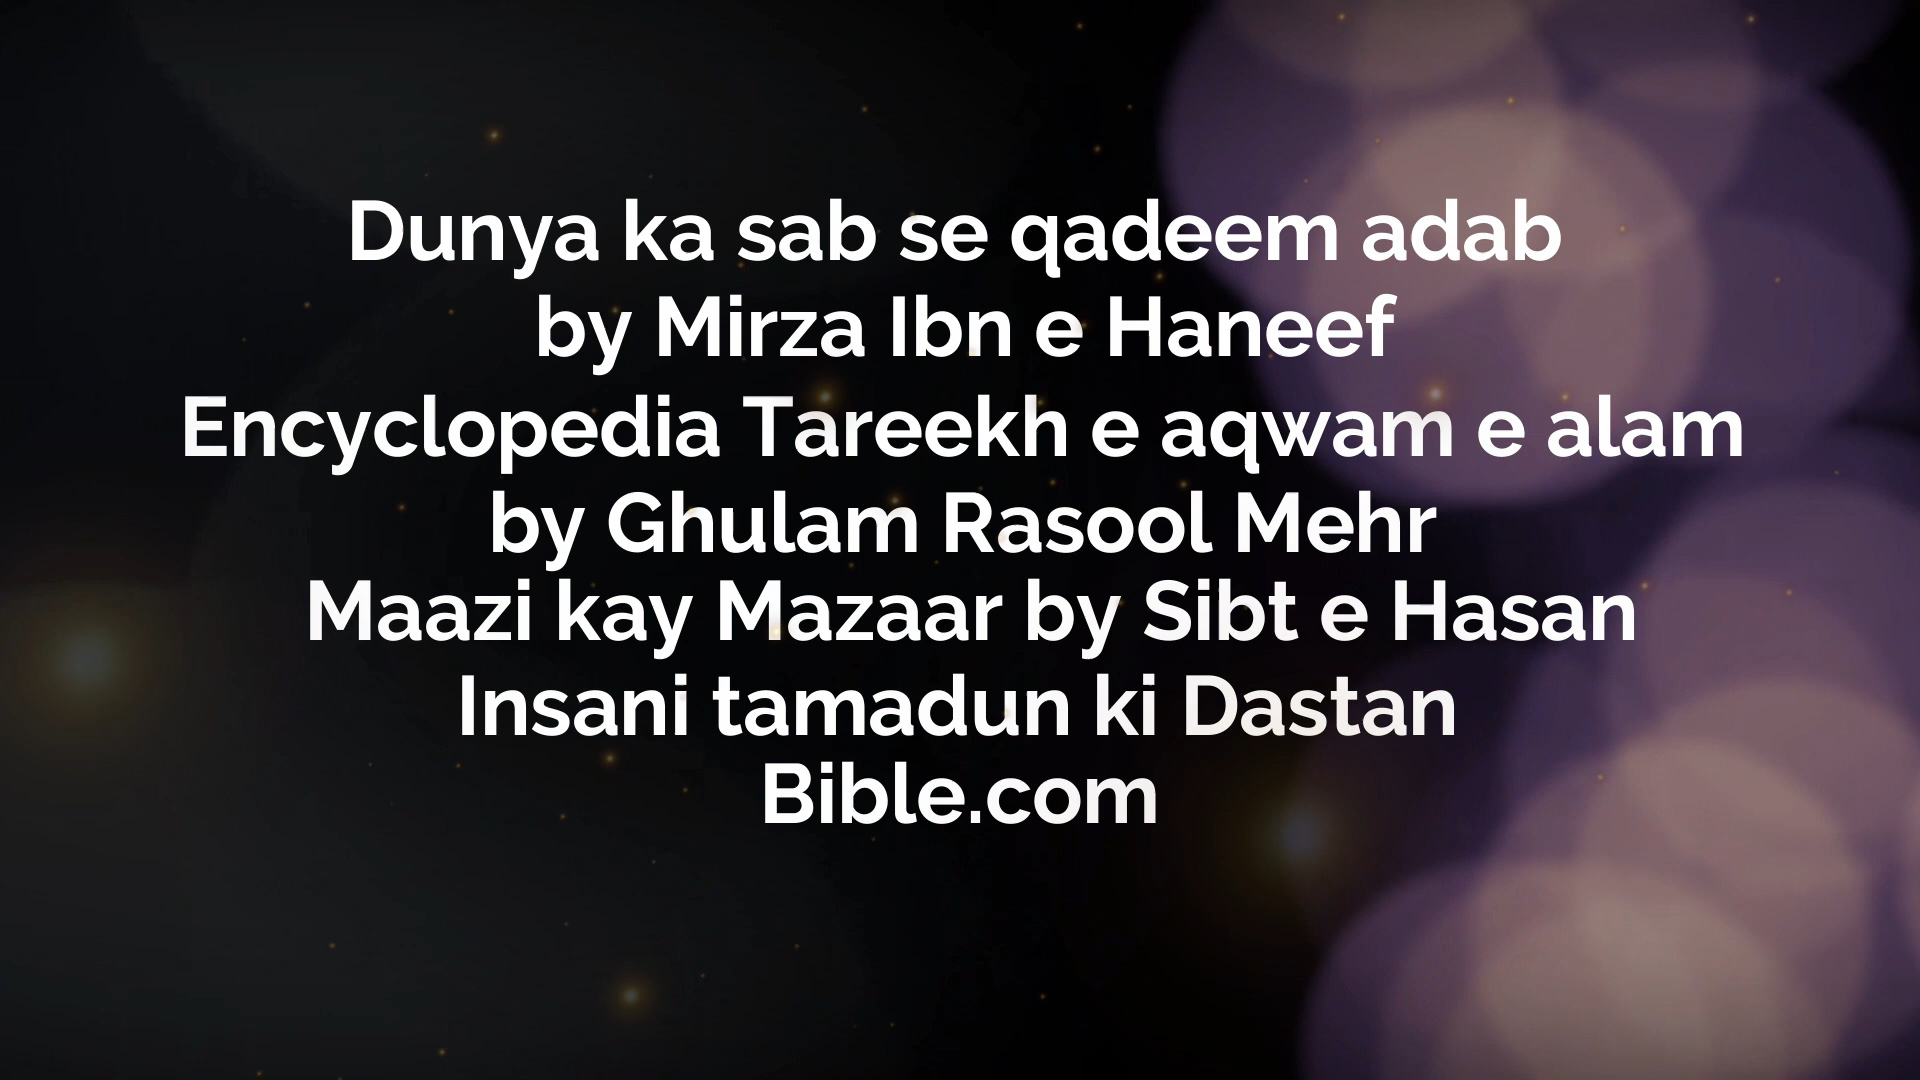 Dunya ka sab se qadeem adab
by Mirza Ibn e Haneef
Encyclopedia Tareekh e aqwam e alam
by Ghulam Rasool Mehr
Maazi kay Mazaar by Sibt e Hasan
Insani tamadun ki Dastan
Bible.com